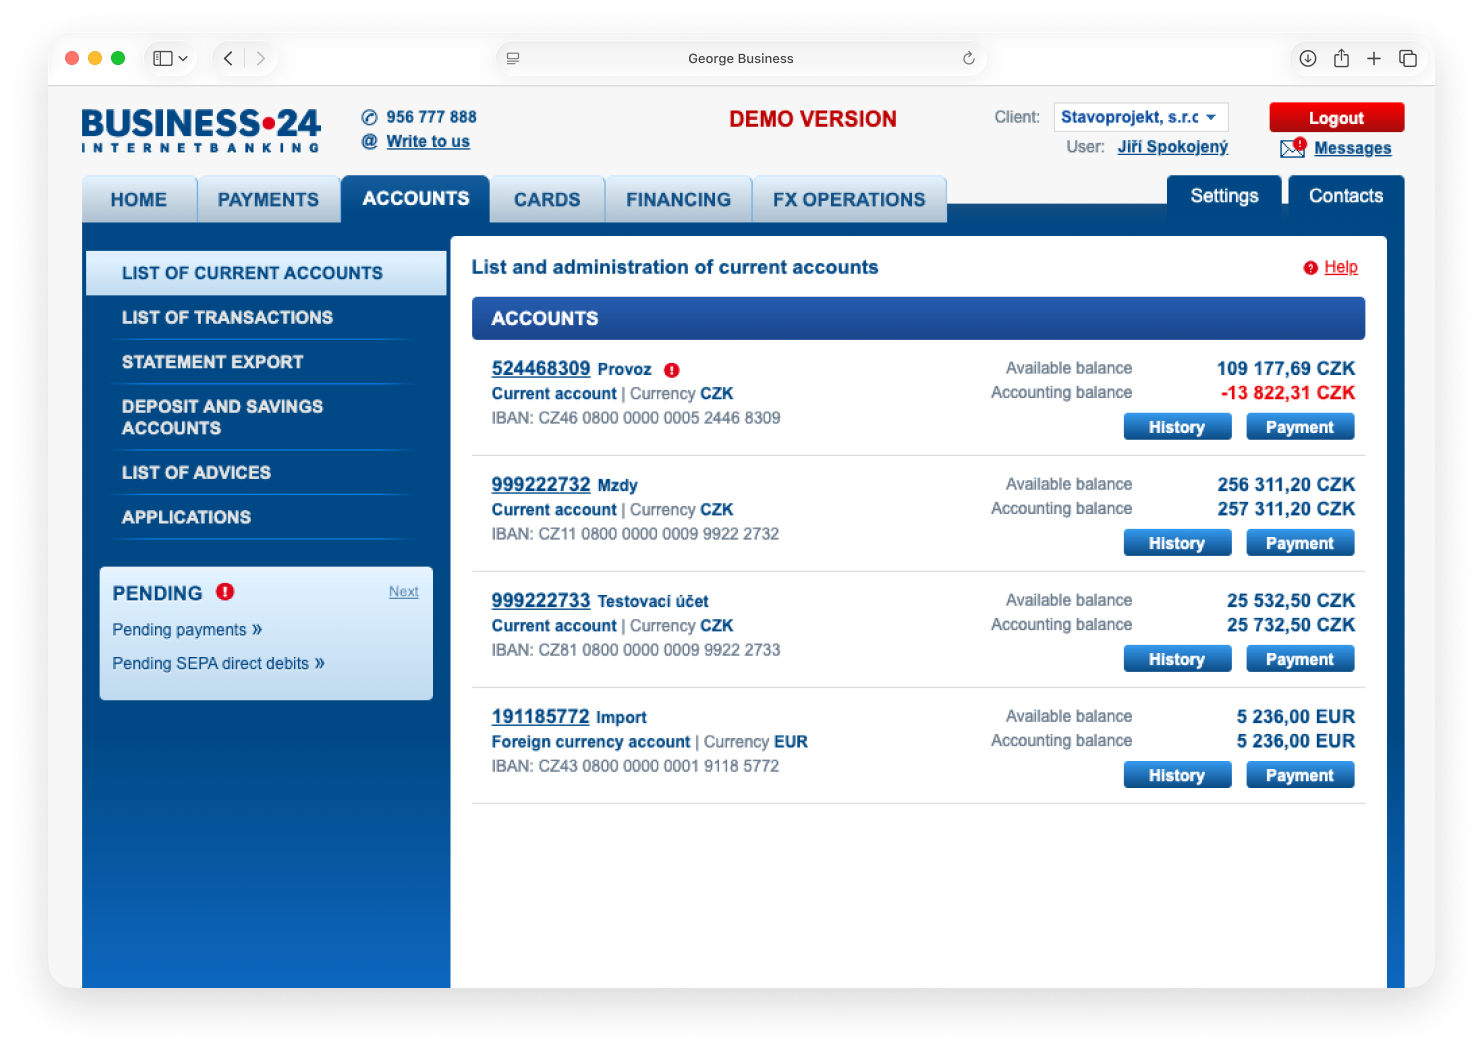 George Business
BUSINESS 24
INTERNETBANKING
956 777 888
@ Write to us
DEMO VERSION
Client: Stavoprojekt, s.r.c
User: Jiří Spokojený
Logout
Messages
HOME PAYMENTS ACCOUNTS CARDS FINANCING FX OPERATIONS Settings Contacts
LIST OF CURRENT ACCOUNTS
LIST OF TRANSACTIONS
STATEMENT EXPORT
DEPOSIT AND SAVINGS
ACCOUNTS
LIST OF ADVICES
APPLICATIONS
PENDING ! Next
Pending payments »
Pending SEPA direct debits »
List and administration of current accounts
? Help
ACCOUNTS
524468309 Provoz ! Available balance 109 177,69 CZK
Current account | Currency CZK Accounting balance -13 822,31 CZK
IBAN: CZ46 0800 0000 0005 2446 8309 History Payment
999222732 Mzdy Available balance 256 311,20 CZK
Current account | Currency CZK Accounting balance 257 311,20 CZK
IBAN: CZ11 0800 0000 0009 9922 2732 History Payment
999222733 Testovací účet Available balance 25 532,50 CZK
Current account | Currency CZK Accounting balance 25 732,50 CZK
IBAN: CZ81 0800 0000 0009 9922 2733 History Payment
191185772 Import Available balance 5 236,00 EUR
Foreign currency account | Currency EUR Accounting balance 5 236,00 EUR
IBAN: CZ43 0800 0000 0001 9118 5772 History Payment